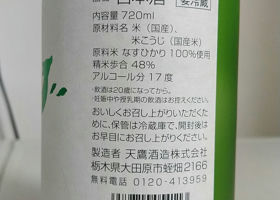 日本酒
要冷蔵
内容量 720ml
原材料名 米(国産)、
米こうじ(国産米)
原料米 なすひかり 100%使用
精米歩合 48%
アルコール分 17度
・飲酒は20歳になってから。
・妊娠中や授乳期の飲酒はお控えください。
おいしくお召し上がりいただくた
めに、保管は冷蔵庫で、開封後は
お早目にお召し上がりください。
製造者 天鷹酒造株式会社
栃木県大田原市蛭畑2166
無料電話 0120-413959